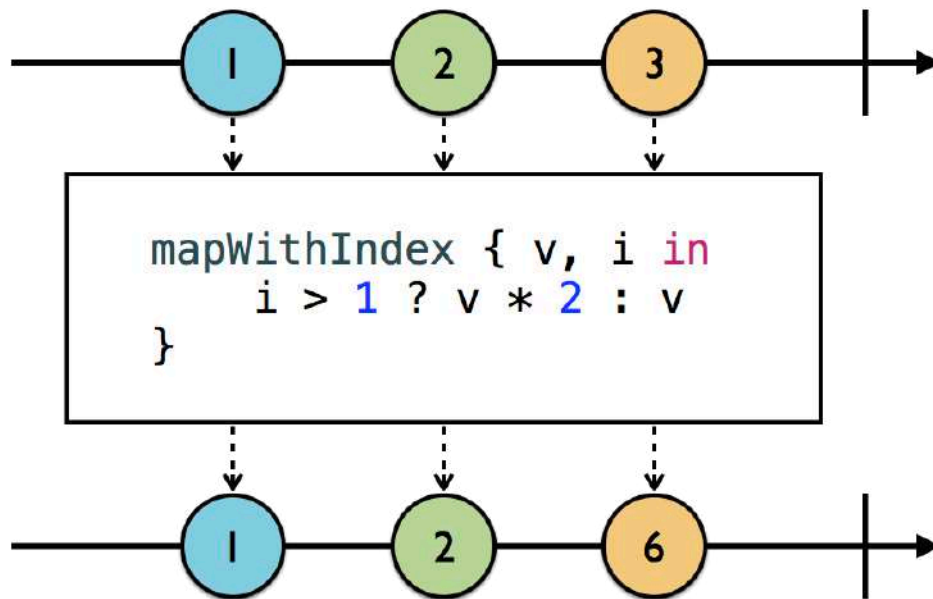 1 2 3
mapWithIndex { v, i in
    i > 1 ? v * 2 : v
}
1 2 6